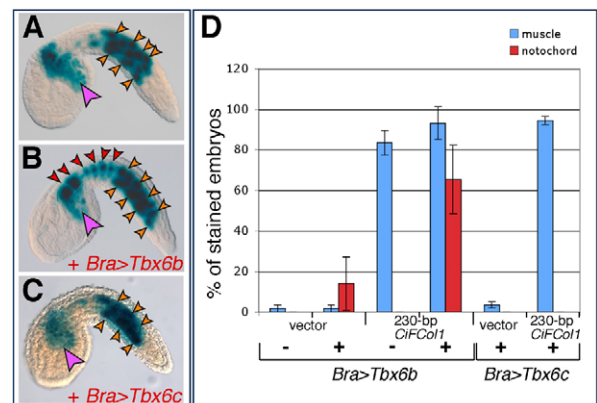 A
B
+ Bra>Tbx6b
C
+ Bra>Tbx6c
D
muscle
notochord
% of stained embryos
120
100
80
60
40
20
0
vector
230-bp
CiFCol1
vector
230-bp
CiFCol1
- + - + + +
Bra>Tbx6b Bra>Tbx6c